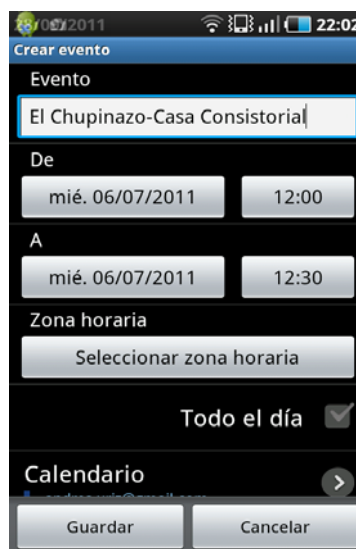 2011 22:02
Crear evento
Evento
El Chupinazo-Casa Consistorial
De
mié. 06/07/2011 12:00
A
mié. 06/07/2011 12:30
Zona horaria
Seleccionar zona horaria
Todo el día
Calendario
Guardar Cancelar